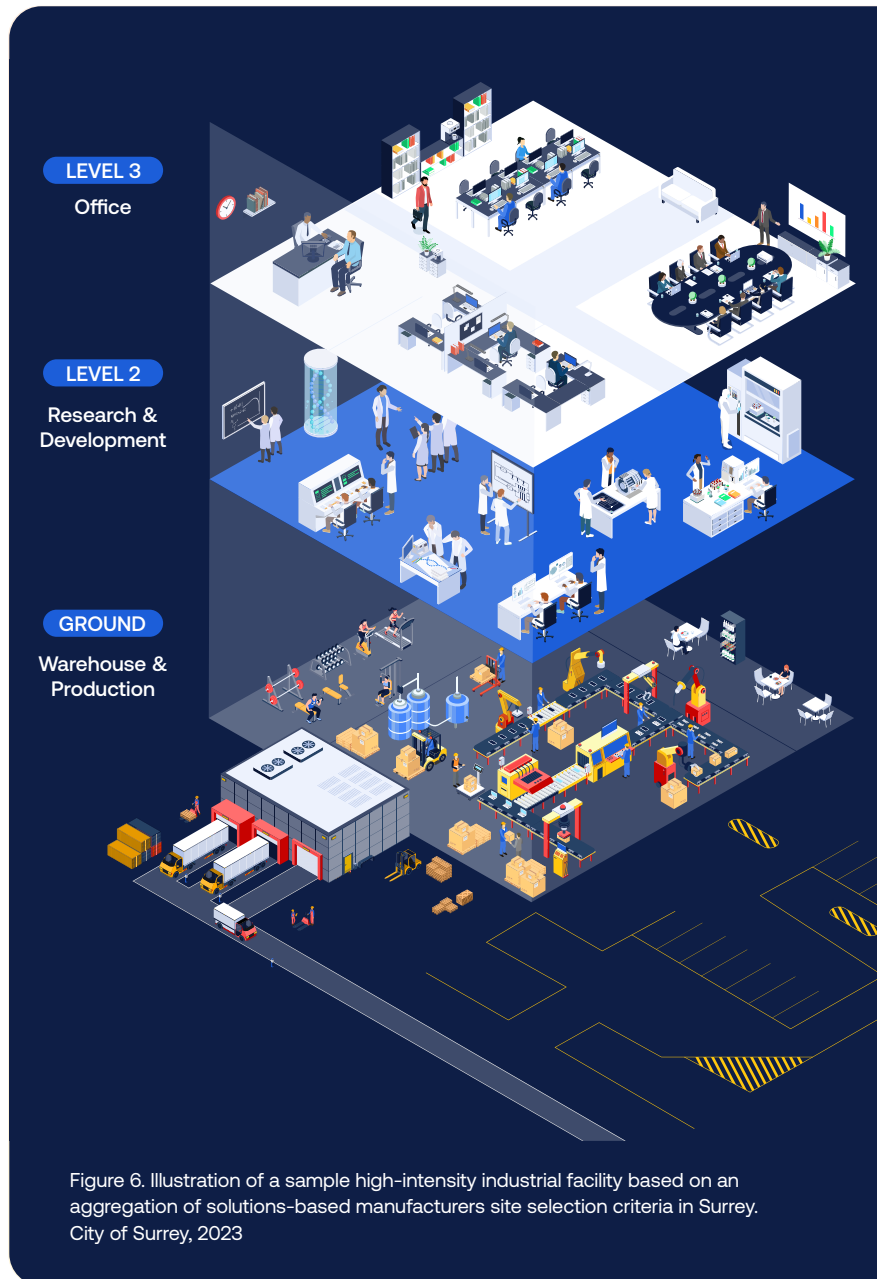 LEVEL 3
Office
LEVEL 2
Research &
Development
GROUND
Warehouse &
Production
Figure 6. Illustration of a sample high-intensity industrial facility based on an
aggregation of solutions-based manufacturers site selection criteria in Surrey.
City of Surrey, 2023